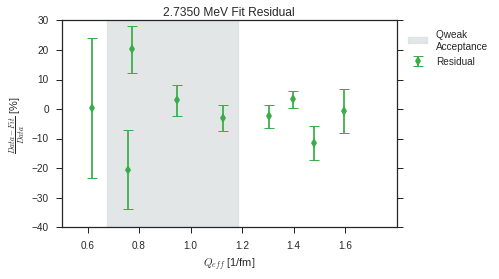 2.7350 MeV Fit Residual
30
20
10
0
−10
−20
−30
−40
Data − Fit
Data
[%]
0.6 0.8 1.0 1.2 1.4 1.6
Qeff [1/fm]
Qweak
Acceptance
Residual